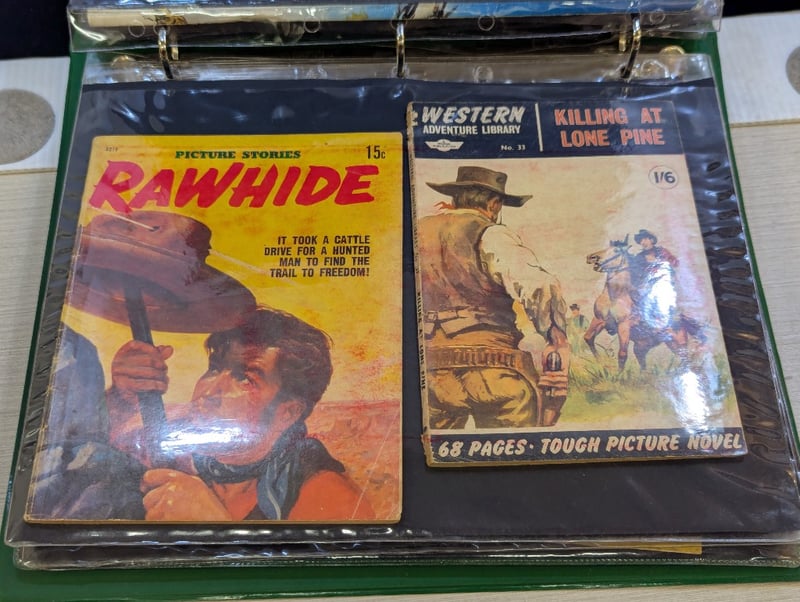 PICTURE STORIES
15c
RAWHIDE
IT TOOK A CATTLE
DRIVE FOR A HUNTED
MAN TO FIND THE
TRAIL TO FREEDOM!
WESTERN
ADVENTURE LIBRARY
No. 33
KILLING AT
LONE PINE
1/6
68 PAGES · TOUGH PICTURE NOVEL